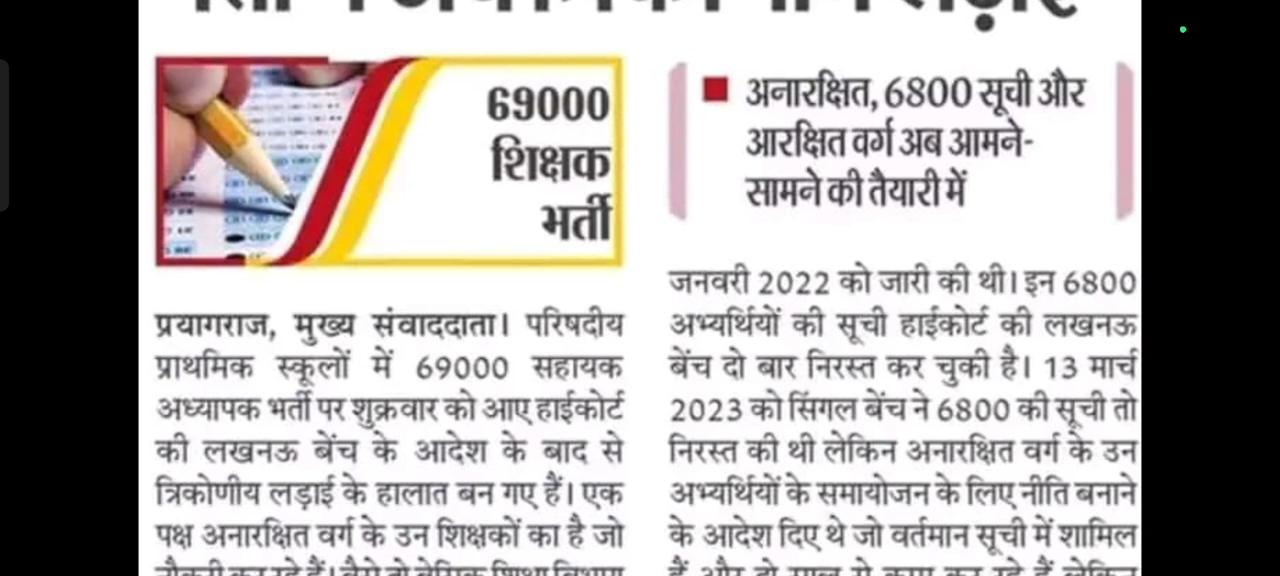 69000
शिक्षक
भर्ती
प्रयागराज, मुख्य संवाददाता। परिषदीय
प्राथमिक स्कूलों में 69000 सहायक
अध्यापक भर्ती पर शुक्रवार को आए हाईकोर्ट
की लखनऊ बेंच के आदेश के बाद से
त्रिकोणीय लड़ाई के हालात बन गए हैं। एक
पक्ष अनारक्षित वर्ग के उन शिक्षकों का है जो
अनारक्षित, 6800 सूची और
आरक्षित वर्ग अब आमने-
सामने की तैयारी में
जनवरी 2022 को जारी की थी। इन 6800
अभ्यर्थियों की सूची हाईकोर्ट की लखनऊ
बेंच दो बार निरस्त कर चुकी है। 13 मार्च
2023 को सिंगल बेंच ने 6800 की सूची तो
निरस्त की थी लेकिन अनारक्षित वर्ग के उन
अभ्यर्थियों के समायोजन के लिए नीति बनाने
के आदेश दिए थे जो वर्तमान सूची में शामिल